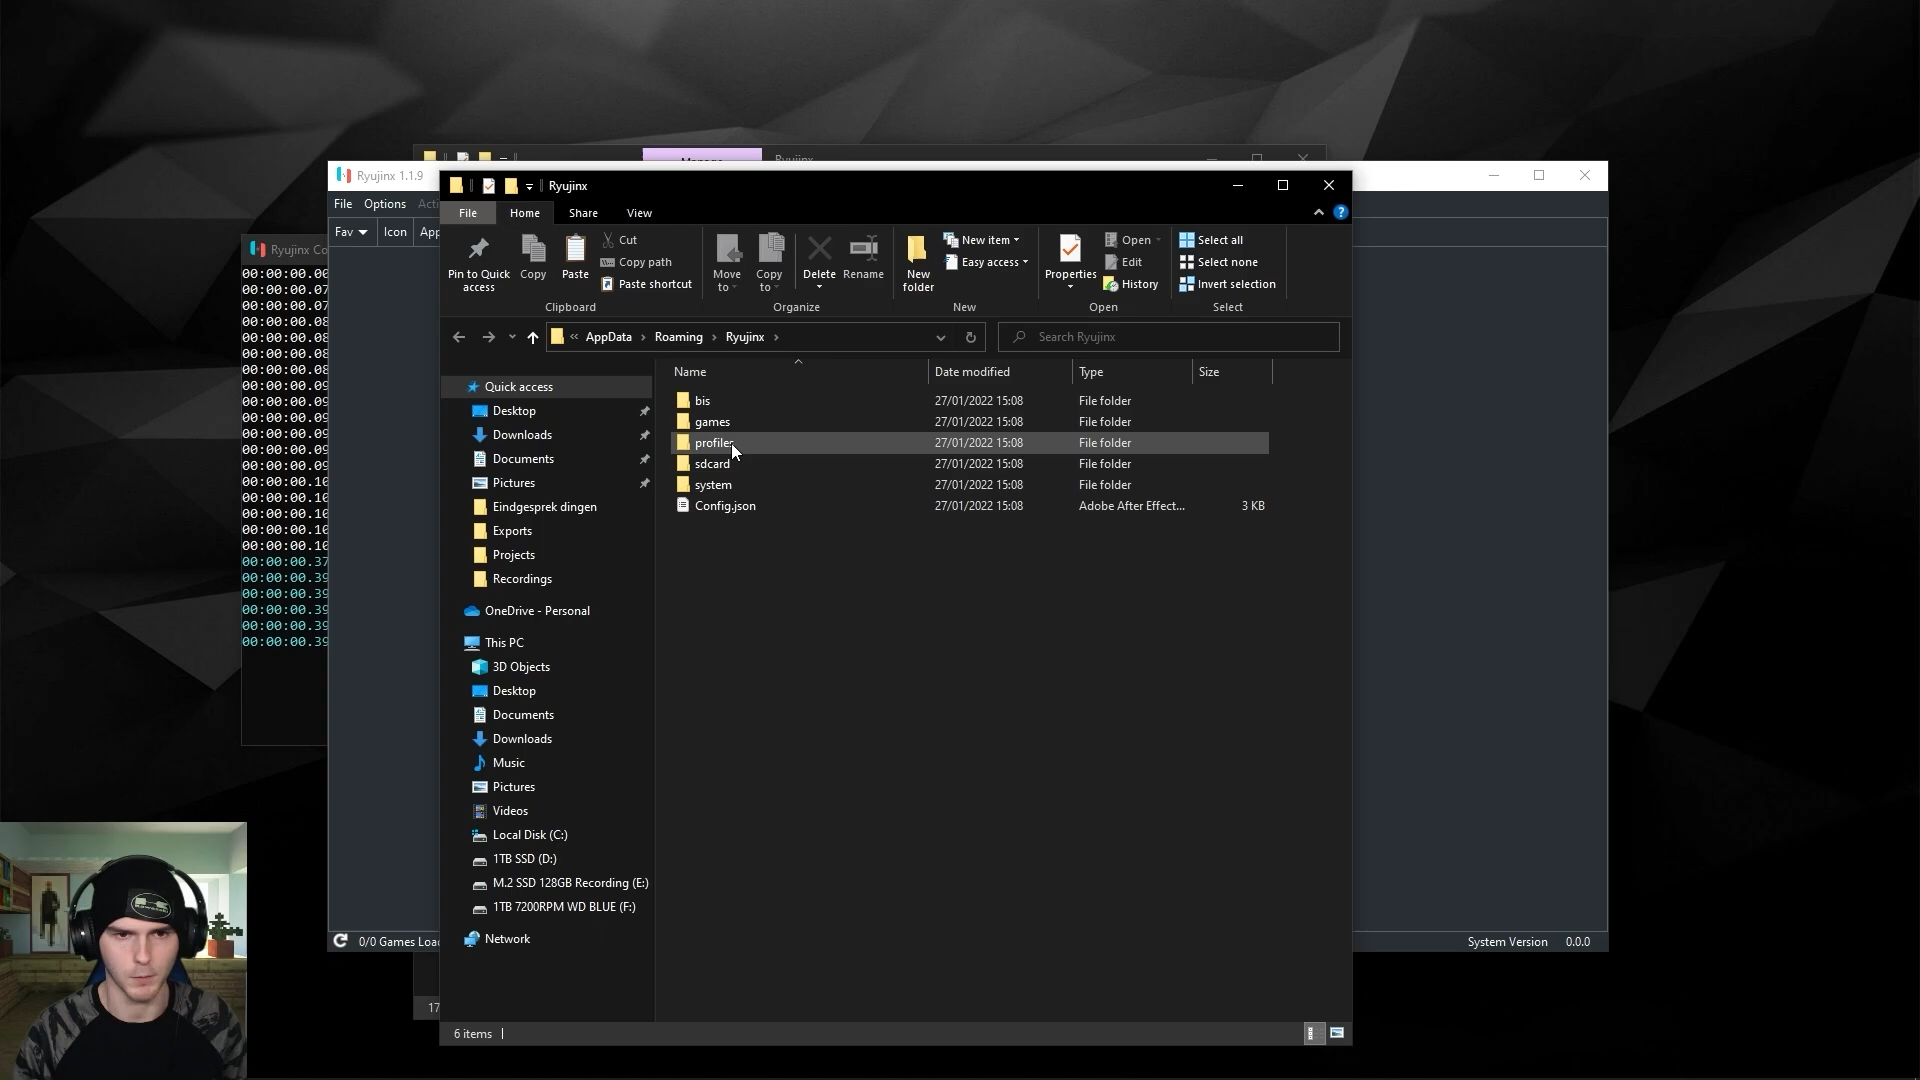 Manage
Ryujinx
Ryujinx 1.1.9
File Options
Fav Icon
Ryujinx
File Home Share View
Pin to Quick access
Copy
Paste
Cut
Copy path
Paste shortcut
Clipboard
Move to
Copy to
Delete
Rename
Organize
New folder
New item
Easy access
New
Properties
Open
Edit
History
Open
Select all
Select none
Invert selection
Select
AppData Roaming Ryujinx
Search Ryujinx
Name Date modified Type Size
bis 27/01/2022 15:08 File folder
games 27/01/2022 15:08 File folder
profiles 27/01/2022 15:08 File folder
sdcard 27/01/2022 15:08 File folder
system 27/01/2022 15:08 File folder
Config.json 27/01/2022 15:08 Adobe After Effect... 3 KB
Quick access
Desktop
Downloads
Documents
Pictures
Eindgesprek dingen
Exports
Projects
Recordings
OneDrive - Personal
This PC
3D Objects
Desktop
Documents
Downloads
Music
Pictures
Videos
Local Disk (C:)
1TB SSD (D:)
M.2 SSD 128GB Recording (E:)
1TB 7200RPM WD BLUE (F:)
Network
6 items
Ryujinx Co
00:00:00.00
00:00:00.07
00:00:00.07
00:00:00.08
00:00:00.08
00:00:00.08
00:00:00.08
00:00:00.09
00:00:00.09
00:00:00.09
00:00:00.09
00:00:00.09
00:00:00.09
00:00:00.10
00:00:00.10
00:00:00.10
00:00:00.10
00:00:00.10
00:00:00.37
00:00:00.39
00:00:00.39
00:00:00.39
00:00:00.39
00:00:00.39
0/0 Games Loa
System Version 0.0.0
17